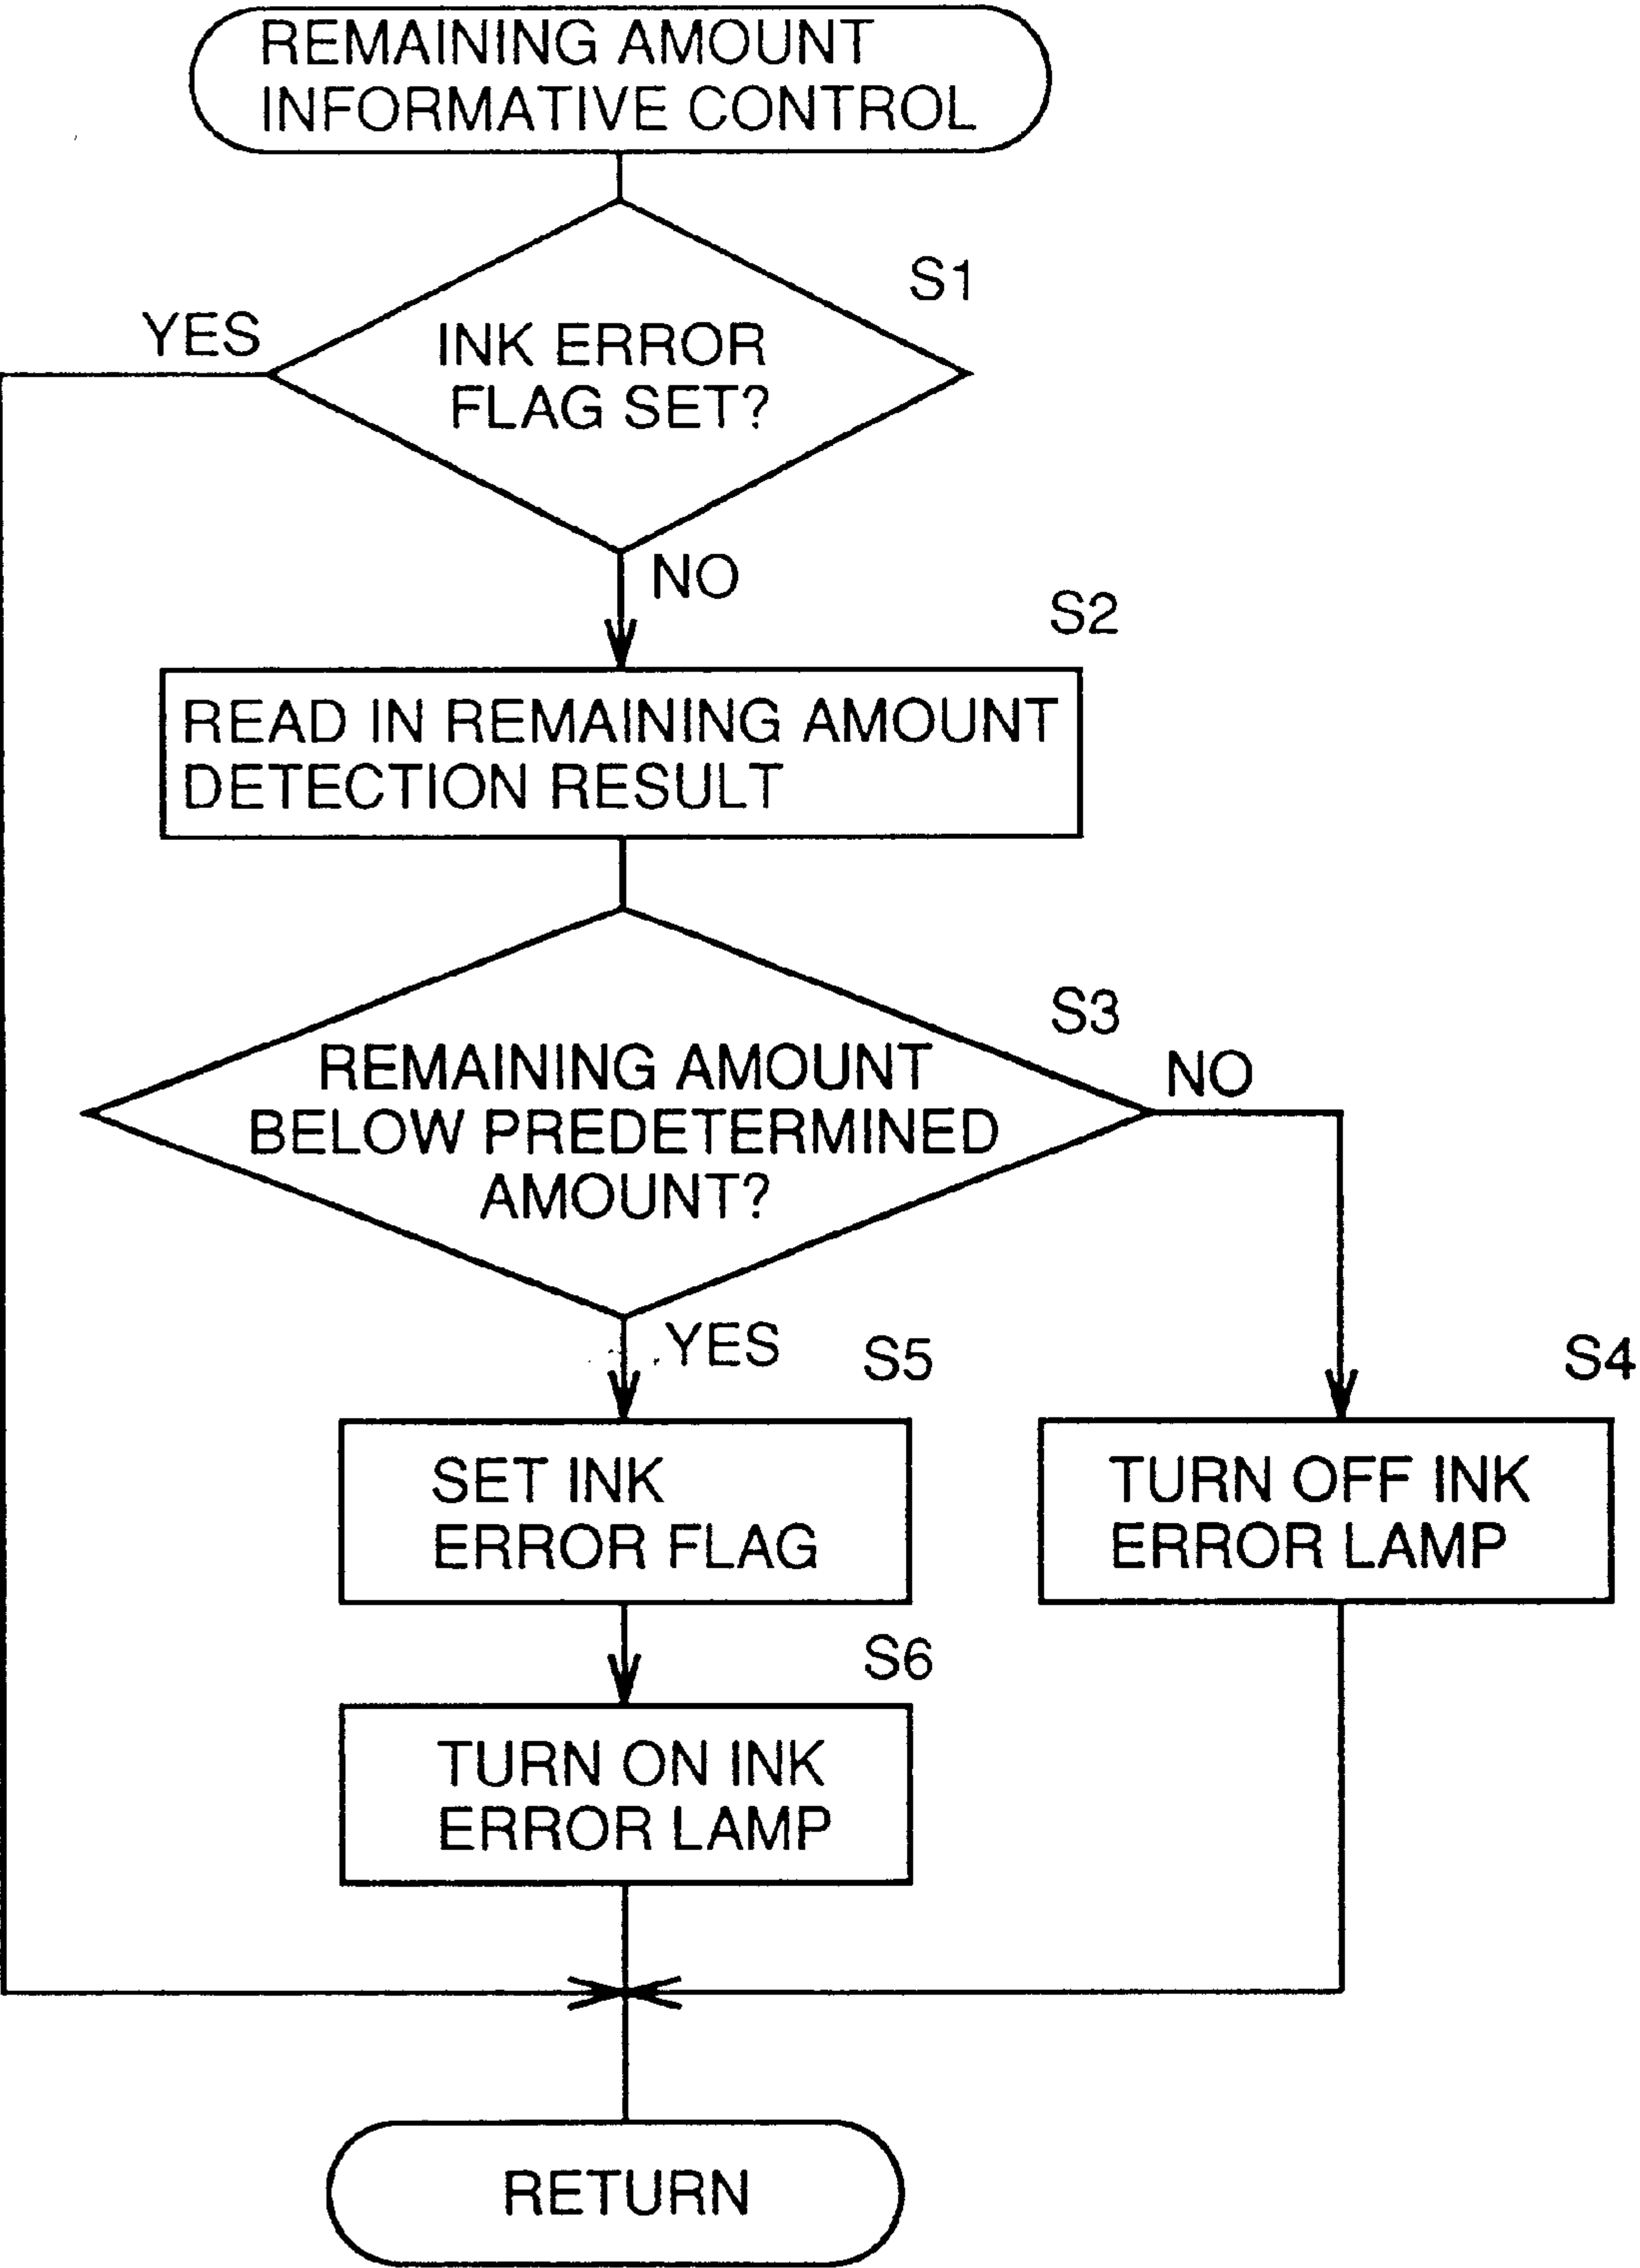 REMAINING AMOUNT
INFORMATIVE CONTROL
S1
YES
INK ERROR
FLAG SET?
NO
S2
READ IN REMAINING AMOUNT
DETECTION RESULT
S3
NO
REMAINING AMOUNT
BELOW PREDETERMINED
AMOUNT?
YES
S5
S4
SET INK
ERROR FLAG
TURN OFF INK
ERROR LAMP
S6
TURN ON INK
ERROR LAMP
RETURN